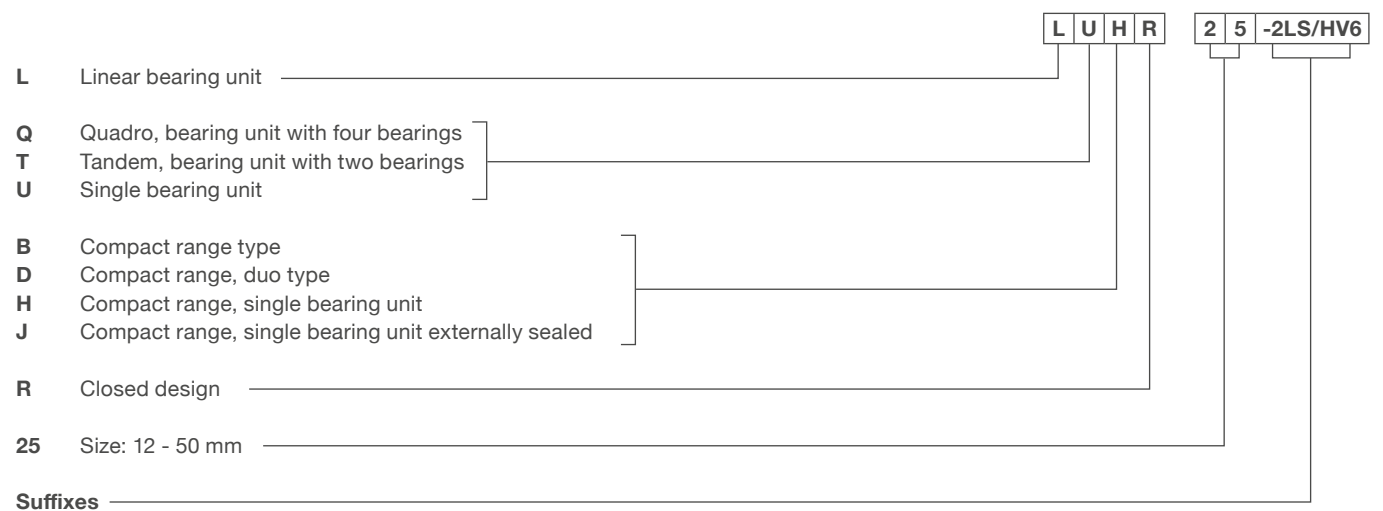 L U H R 2 5 -2LS/HV6
L Linear bearing unit
Q Quadro, bearing unit with four bearings
T Tandem, bearing unit with two bearings
U Single bearing unit
B Compact range type
D Compact range, duo type
H Compact range, single bearing unit
J Compact range, single bearing unit externally sealed
R Closed design
25 Size: 12 - 50 mm
Suffixes